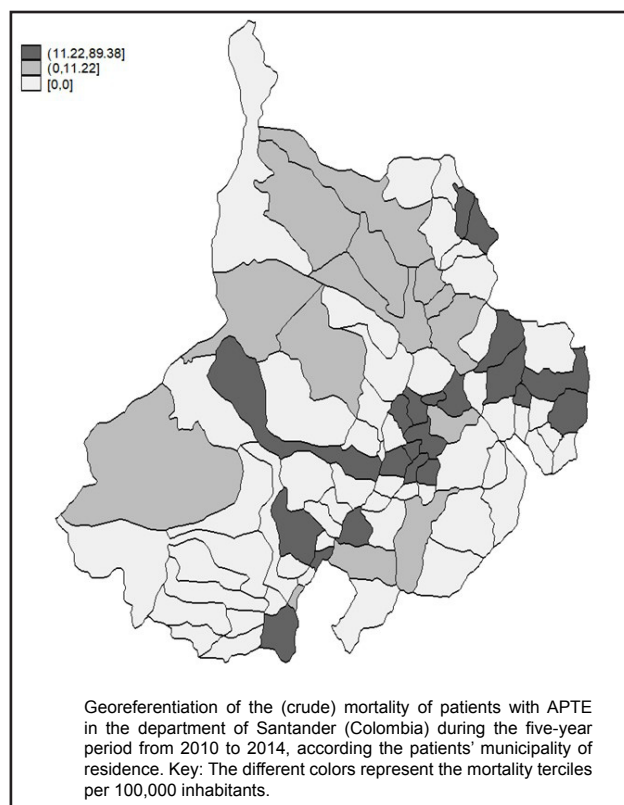 (11.22,89.38]
(0,11.22]
[0,0]
Georeferentiation of the (crude) mortality of patients with APTE
in the department of Santander (Colombia) during the five-year
period from 2010 to 2014, according the patients' municipality of
residence. Key: The different colors represent the mortality terciles
per 100,000 inhabitants.